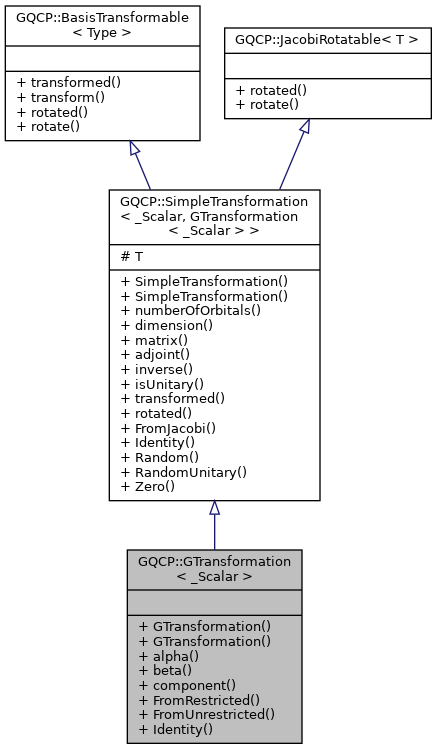 GQCP::BasisTransformable
< Type >
+ transformed()
+ transform()
+ rotated()
+ rotate()
GQCP::JacobiRotatable< T >
+ rotated()
+ rotate()
GQCP::SimpleTransformation
< _Scalar, GTransformation
< _Scalar > >
# T
+ SimpleTransformation()
+ SimpleTransformation()
+ numberOfOrbitals()
+ dimension()
+ matrix()
+ adjoint()
+ inverse()
+ isUnitary()
+ transformed()
+ rotated()
+ FromJacobi()
+ Identity()
+ Random()
+ RandomUnitary()
+ Zero()
GQCP::GTransformation
< _Scalar >
+ GTransformation()
+ GTransformation()
+ alpha()
+ beta()
+ component()
+ FromRestricted()
+ FromUnrestricted()
+ Identity()